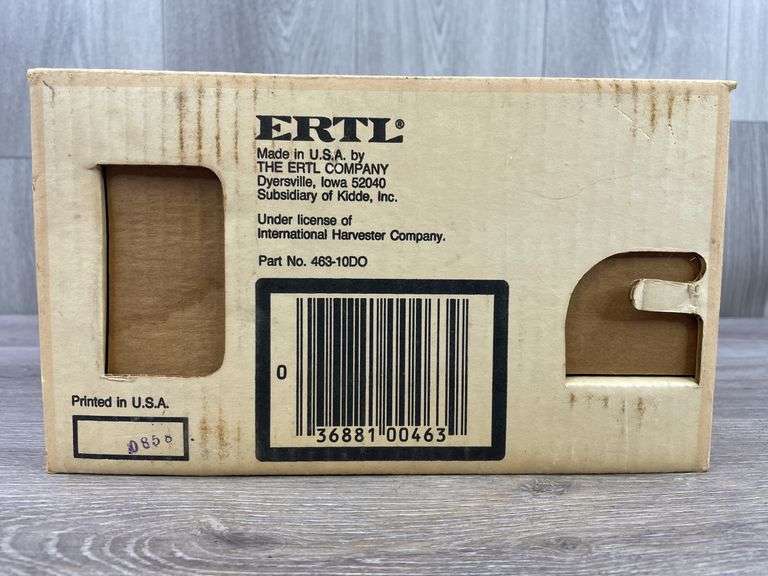 ERTL®
Made in U.S.A. by
THE ERTL COMPANY
Dyersville, Iowa 52040
Subsidiary of Kidde, Inc.
Under license of
International Harvester Company.
Part No. 463-10DO
0
36881 00463
Printed in U.S.A.